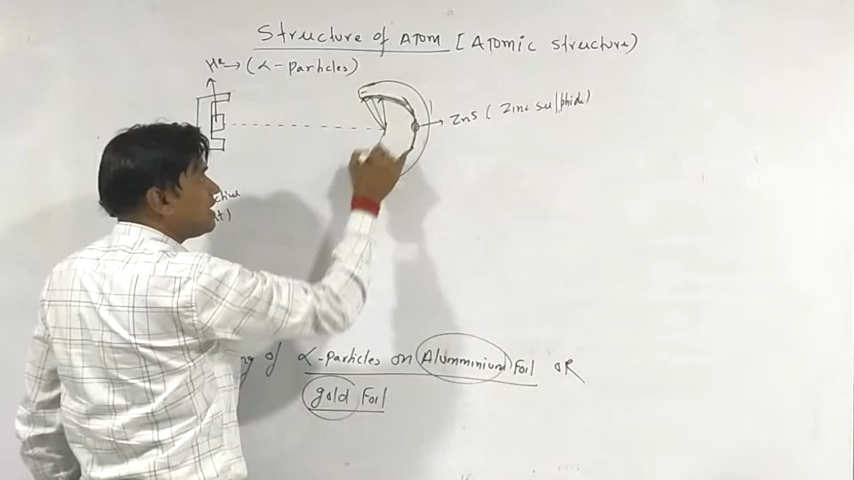 Structure of Atom [Atomic structure)
He → (α-particles)
ZnS ( Zinc sulphide)
of α-particles on Alumminium Foil OR
gold Foil